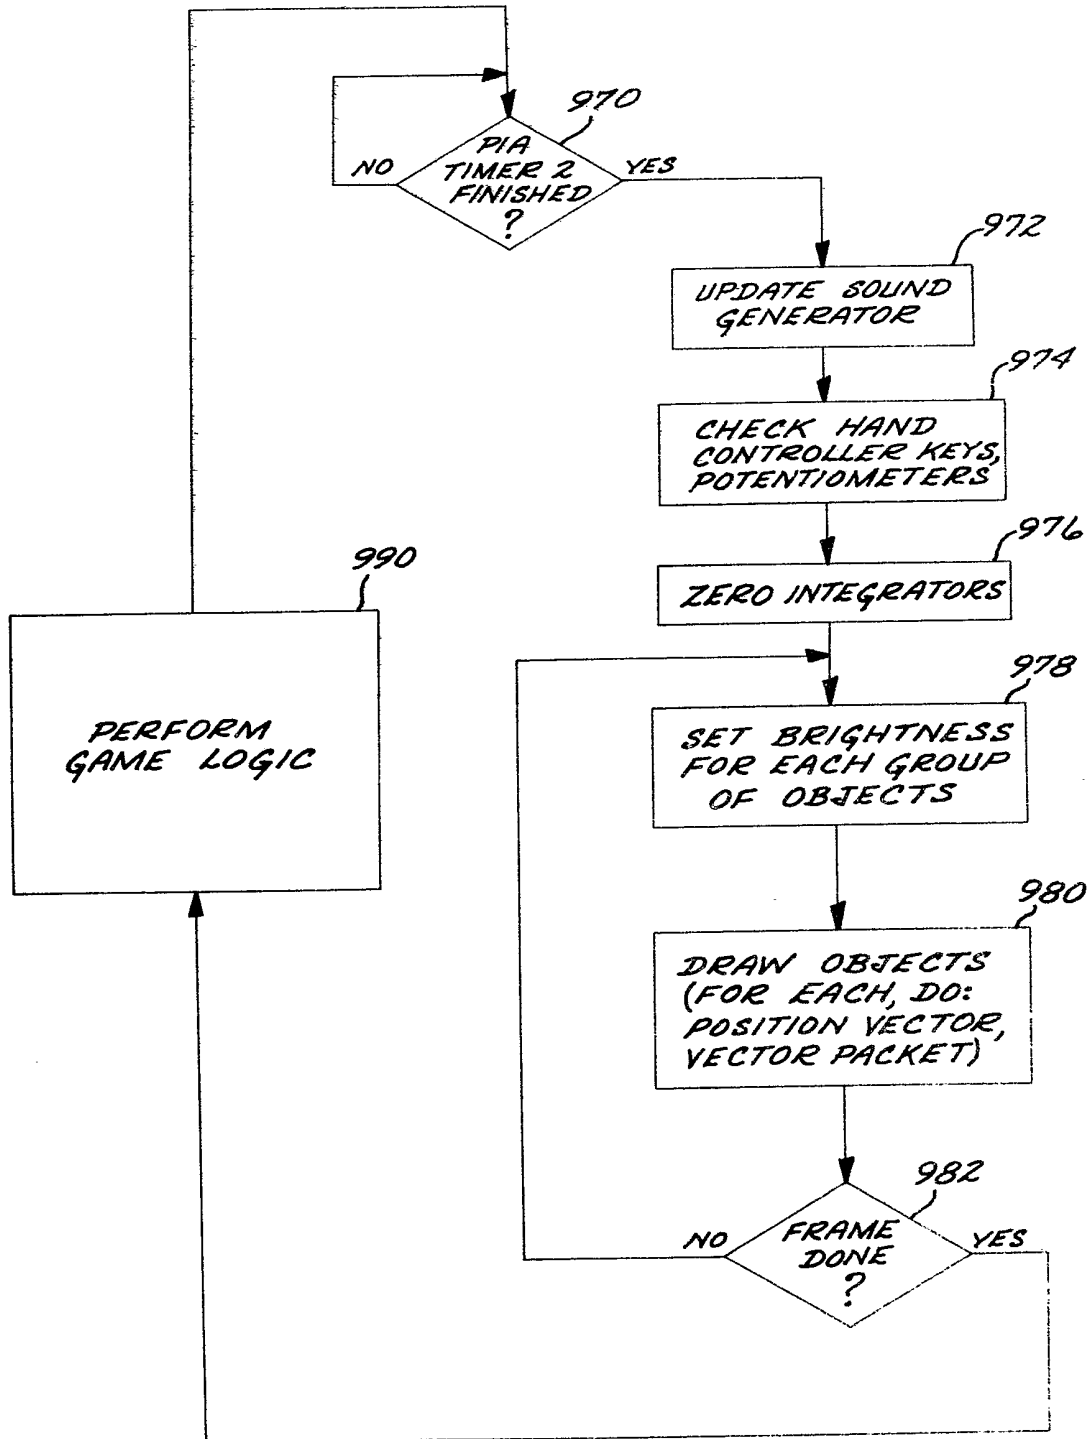 970
PIA
TIMER 2
FINISHED
?
NO
YES
972
UPDATE SOUND
GENERATOR
974
CHECK HAND
CONTROLLER KEYS,
POTENTIOMETERS
976
ZERO INTEGRATORS
978
SET BRIGHTNESS
FOR EACH GROUP
OF OBJECTS
980
DRAW OBJECTS
(FOR EACH, DO:
POSITION VECTOR,
VECTOR PACKET)
982
FRAME
DONE
?
NO
YES
990
PERFORM
GAME LOGIC